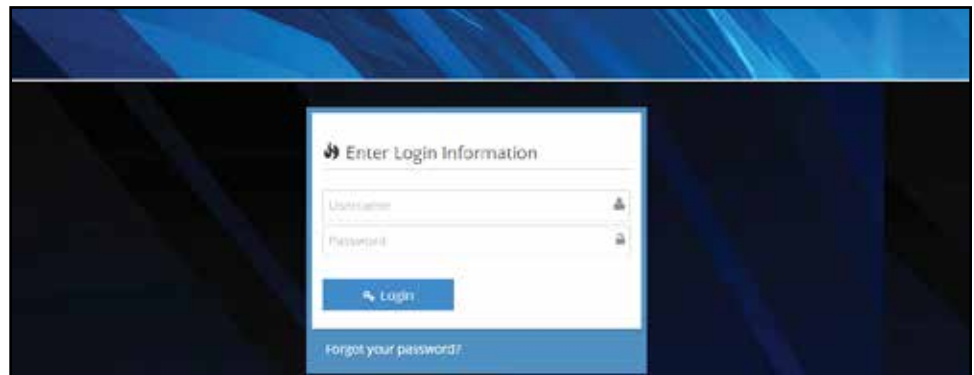 Enter Login Information
Username
Password
Login
Forgot your password?